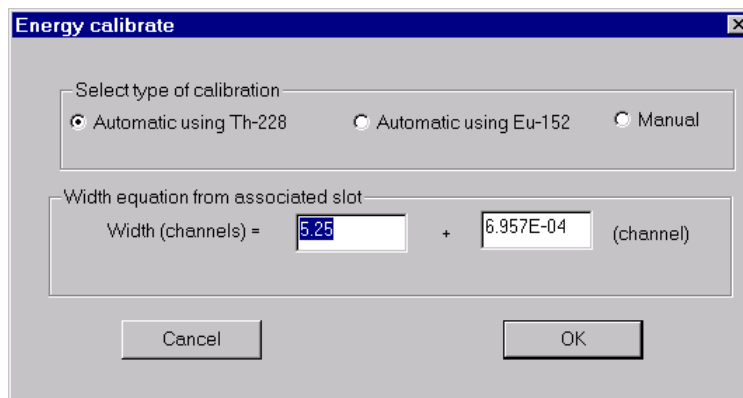 Energy calibrate
Select type of calibration
Automatic using Th-228 Automatic using Eu-152 Manual
Width equation from associated slot
Width (channels) = 5.25 + 6.957E-04 (channel)
Cancel OK